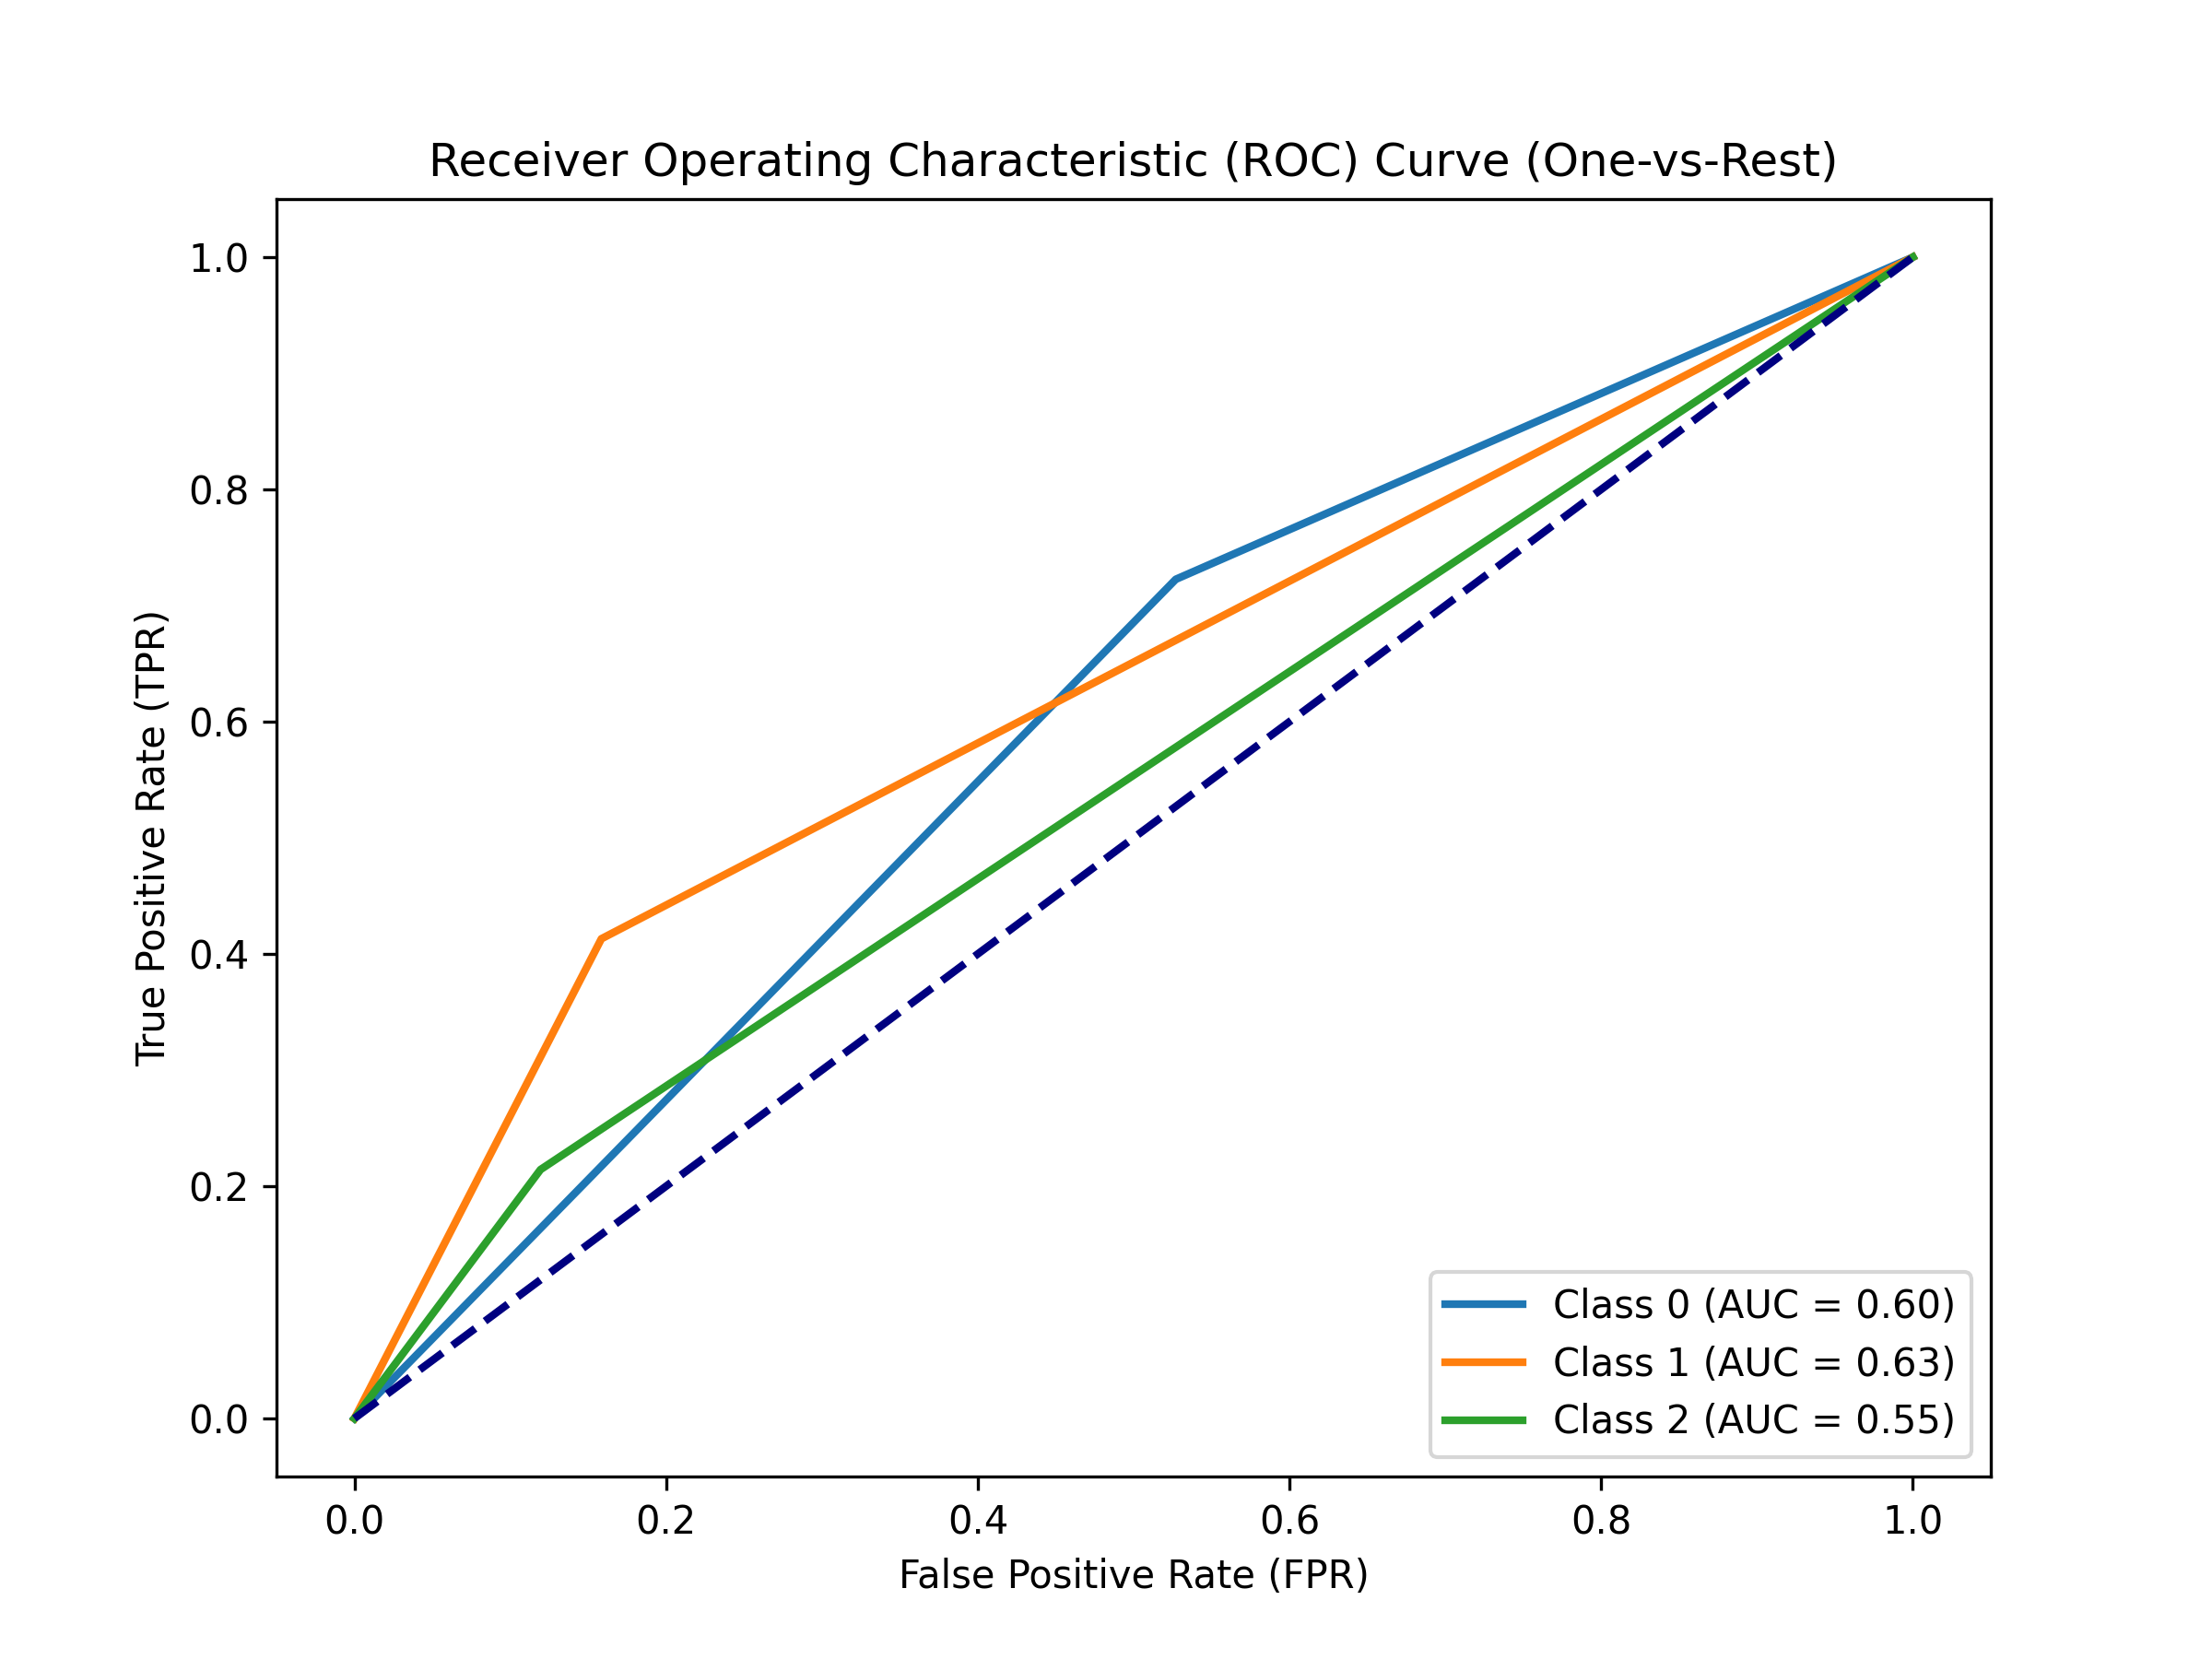 Receiver Operating Characteristic (ROC) Curve (One-vs-Rest)
1.0
0.8
0.6
0.4
0.2
0.0
True Positive Rate (TPR)
Class 0 (AUC = 0.60)
Class 1 (AUC = 0.63)
Class 2 (AUC = 0.55)
0.0 0.2 0.4 0.6 0.8 1.0
False Positive Rate (FPR)